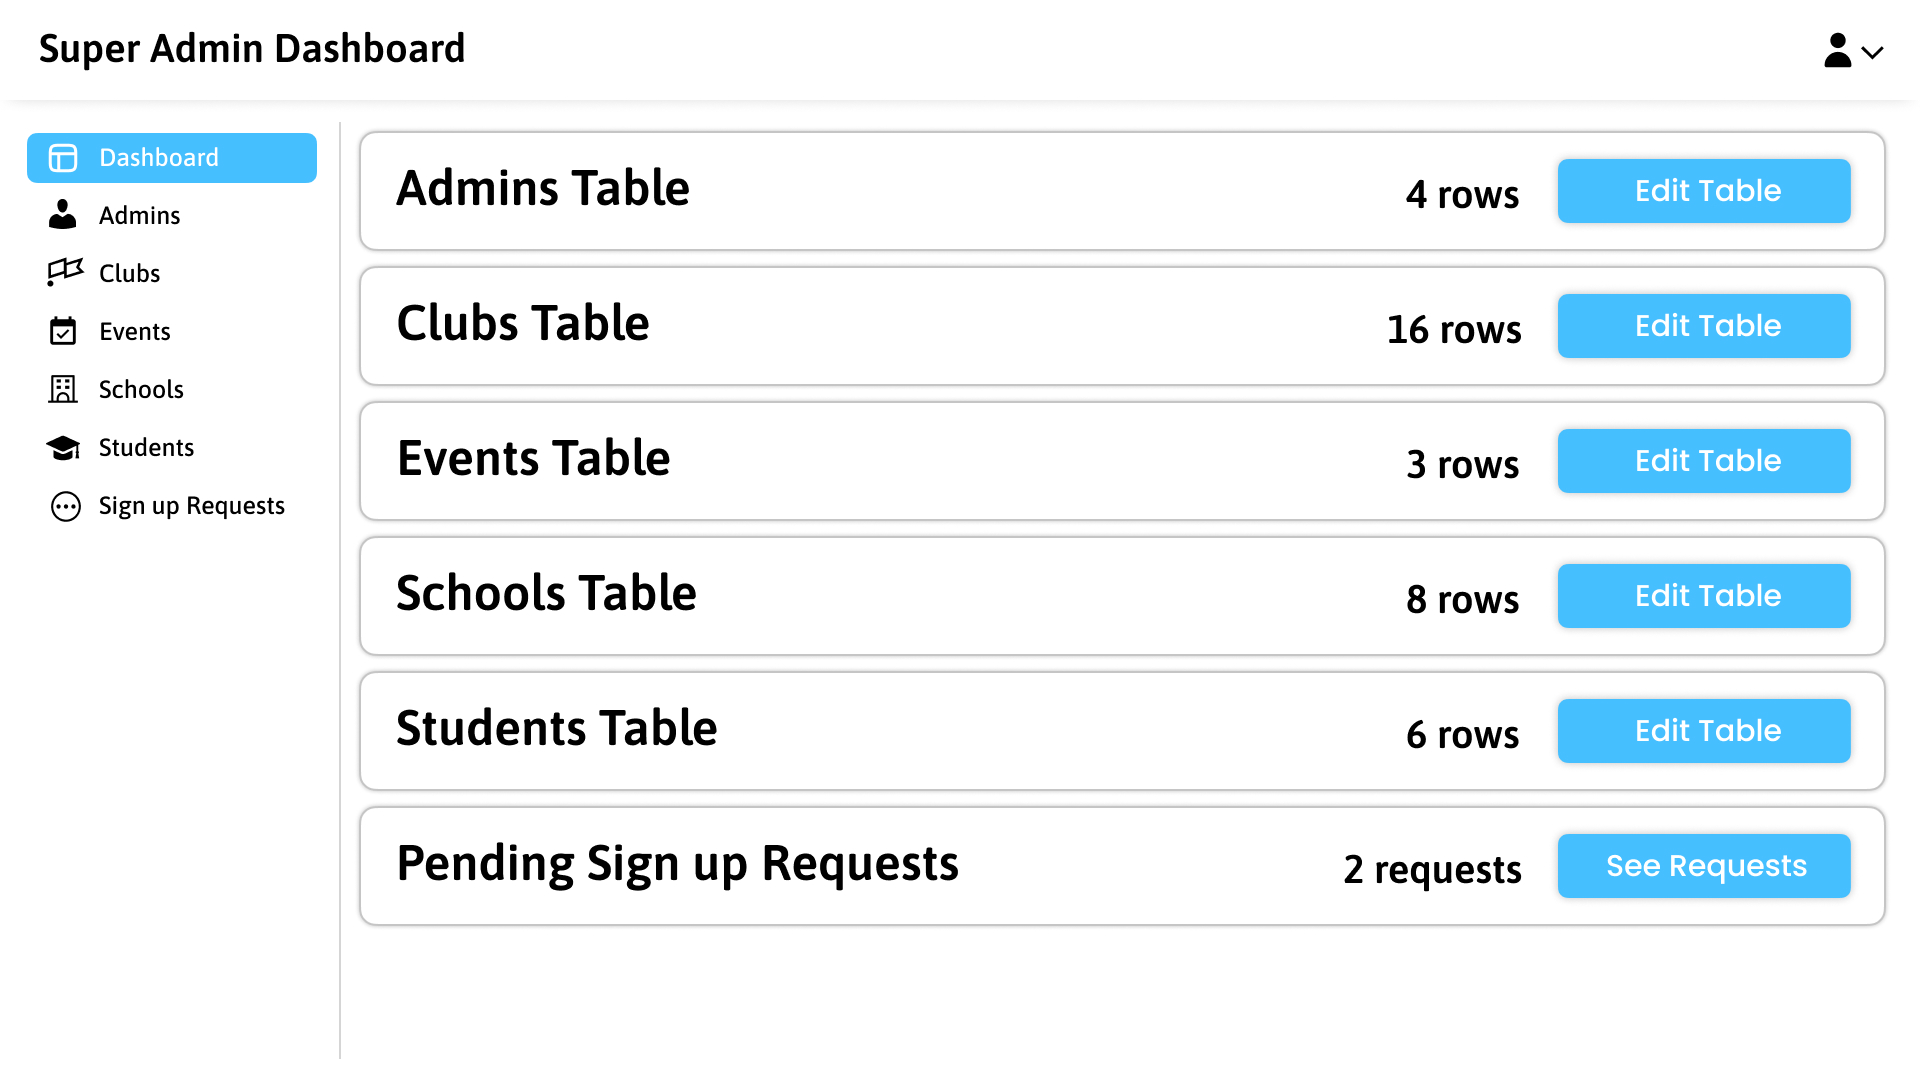 Super Admin Dashboard
Dashboard
Admins
Clubs
Events
Schools
Students
Sign up Requests
Admins Table
4 rows
Edit Table
Clubs Table
16 rows
Edit Table
Events Table
3 rows
Edit Table
Schools Table
8 rows
Edit Table
Students Table
6 rows
Edit Table
Pending Sign up Requests
2 requests
See Requests